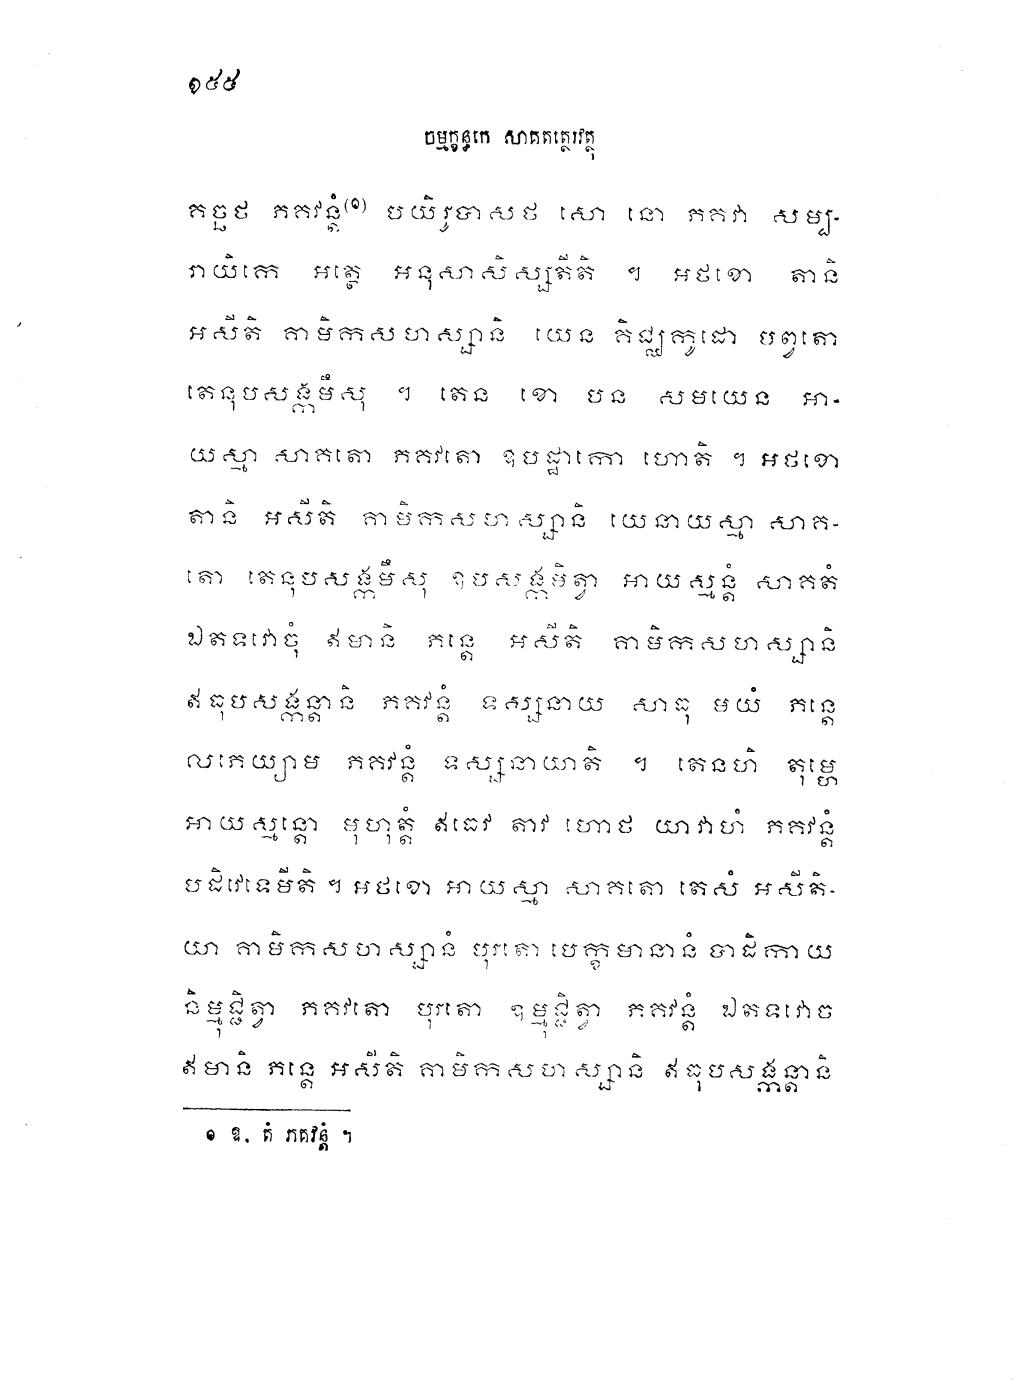 ១៥៥
ចម្មក្ខន្ធកេ សាគតត្ថេរវត្ថុ
គច្ឆថ ភគវន្តំ(១) បយិរូបាសថ សោ នោ ភគវា សម្ប-
រាយិកេ អត្ថេ អនុសាសិស្សតីតិ ។ អថខោ តានិ
អសីតិ គាមិកសហស្សានិ យេន គិជ្ឈកូដោ បព្វតោ
តេនុបសង្កមឹសុ ។ តេន ខោ បន សមយេន អា-
យស្មា សាគតោ ភគវតោ ឧបដ្ឋាកោ ហោតិ ។ អថខោ
តានិ អសីតិ គាមិកសហស្សានិ យេនាយស្មា សាគ-
តោ តេនុបសង្កមឹសុ ឧបសង្កមិត្វា អាយស្មន្តំ សាគតំ
ឯតទវោចុំ ឥមានិ ភន្តេ អសីតិ គាមិកសហស្សានិ
ឥធុបសង្កន្តានិ ភគវន្តំ ទស្សនាយ សាធុ មយំ ភន្តេ
លភេយ្យាម ភគវន្តំ ទស្សនាយាតិ ។ តេនហិ តុម្ហេ
អាយស្មន្តោ មុហុត្តំ ឥធេវ តាវ ហោថ យាវាហំ ភគវន្តំ
បដិវេទេមីតិ ។ អថខោ អាយស្មា សាគតោ តេសំ អសីតិ-
យា គាមិកសហស្សានំ បុរតោ បេក្ខមានានំ បាដិកាយ
និម្មុជ្ជិត្វា ភគវតោ បុរតោ ឧម្មុជ្ជិត្វា ភគវន្តំ ឯតទវោច
ឥមានិ ភន្តេ អសីតិ គាមិកសហស្សានិ ឥធុបសង្កន្តានិ
១ ឱ. តំ ភគវន្តំ ។